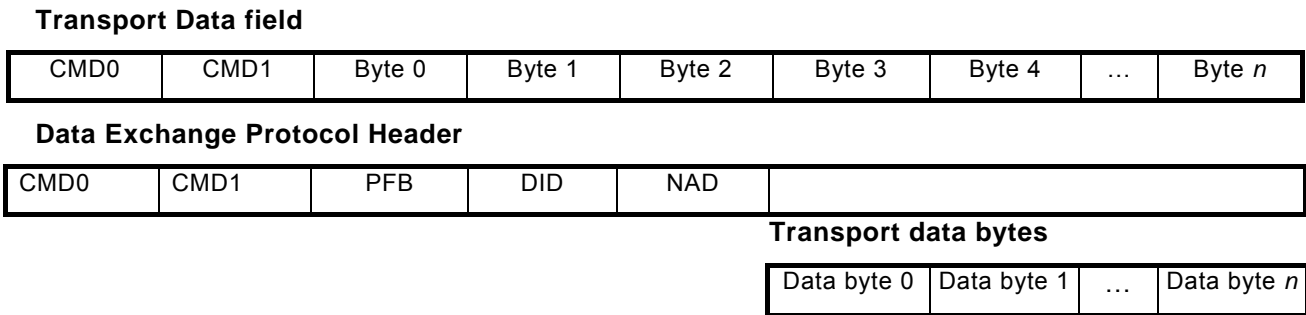 Transport Data field
CMD0 CMD1 Byte 0 Byte 1 Byte 2 Byte 3 Byte 4 … Byte n
Data Exchange Protocol Header
CMD0 CMD1 PFB DID NAD
Transport data bytes
Data byte 0 Data byte 1 … Data byte n